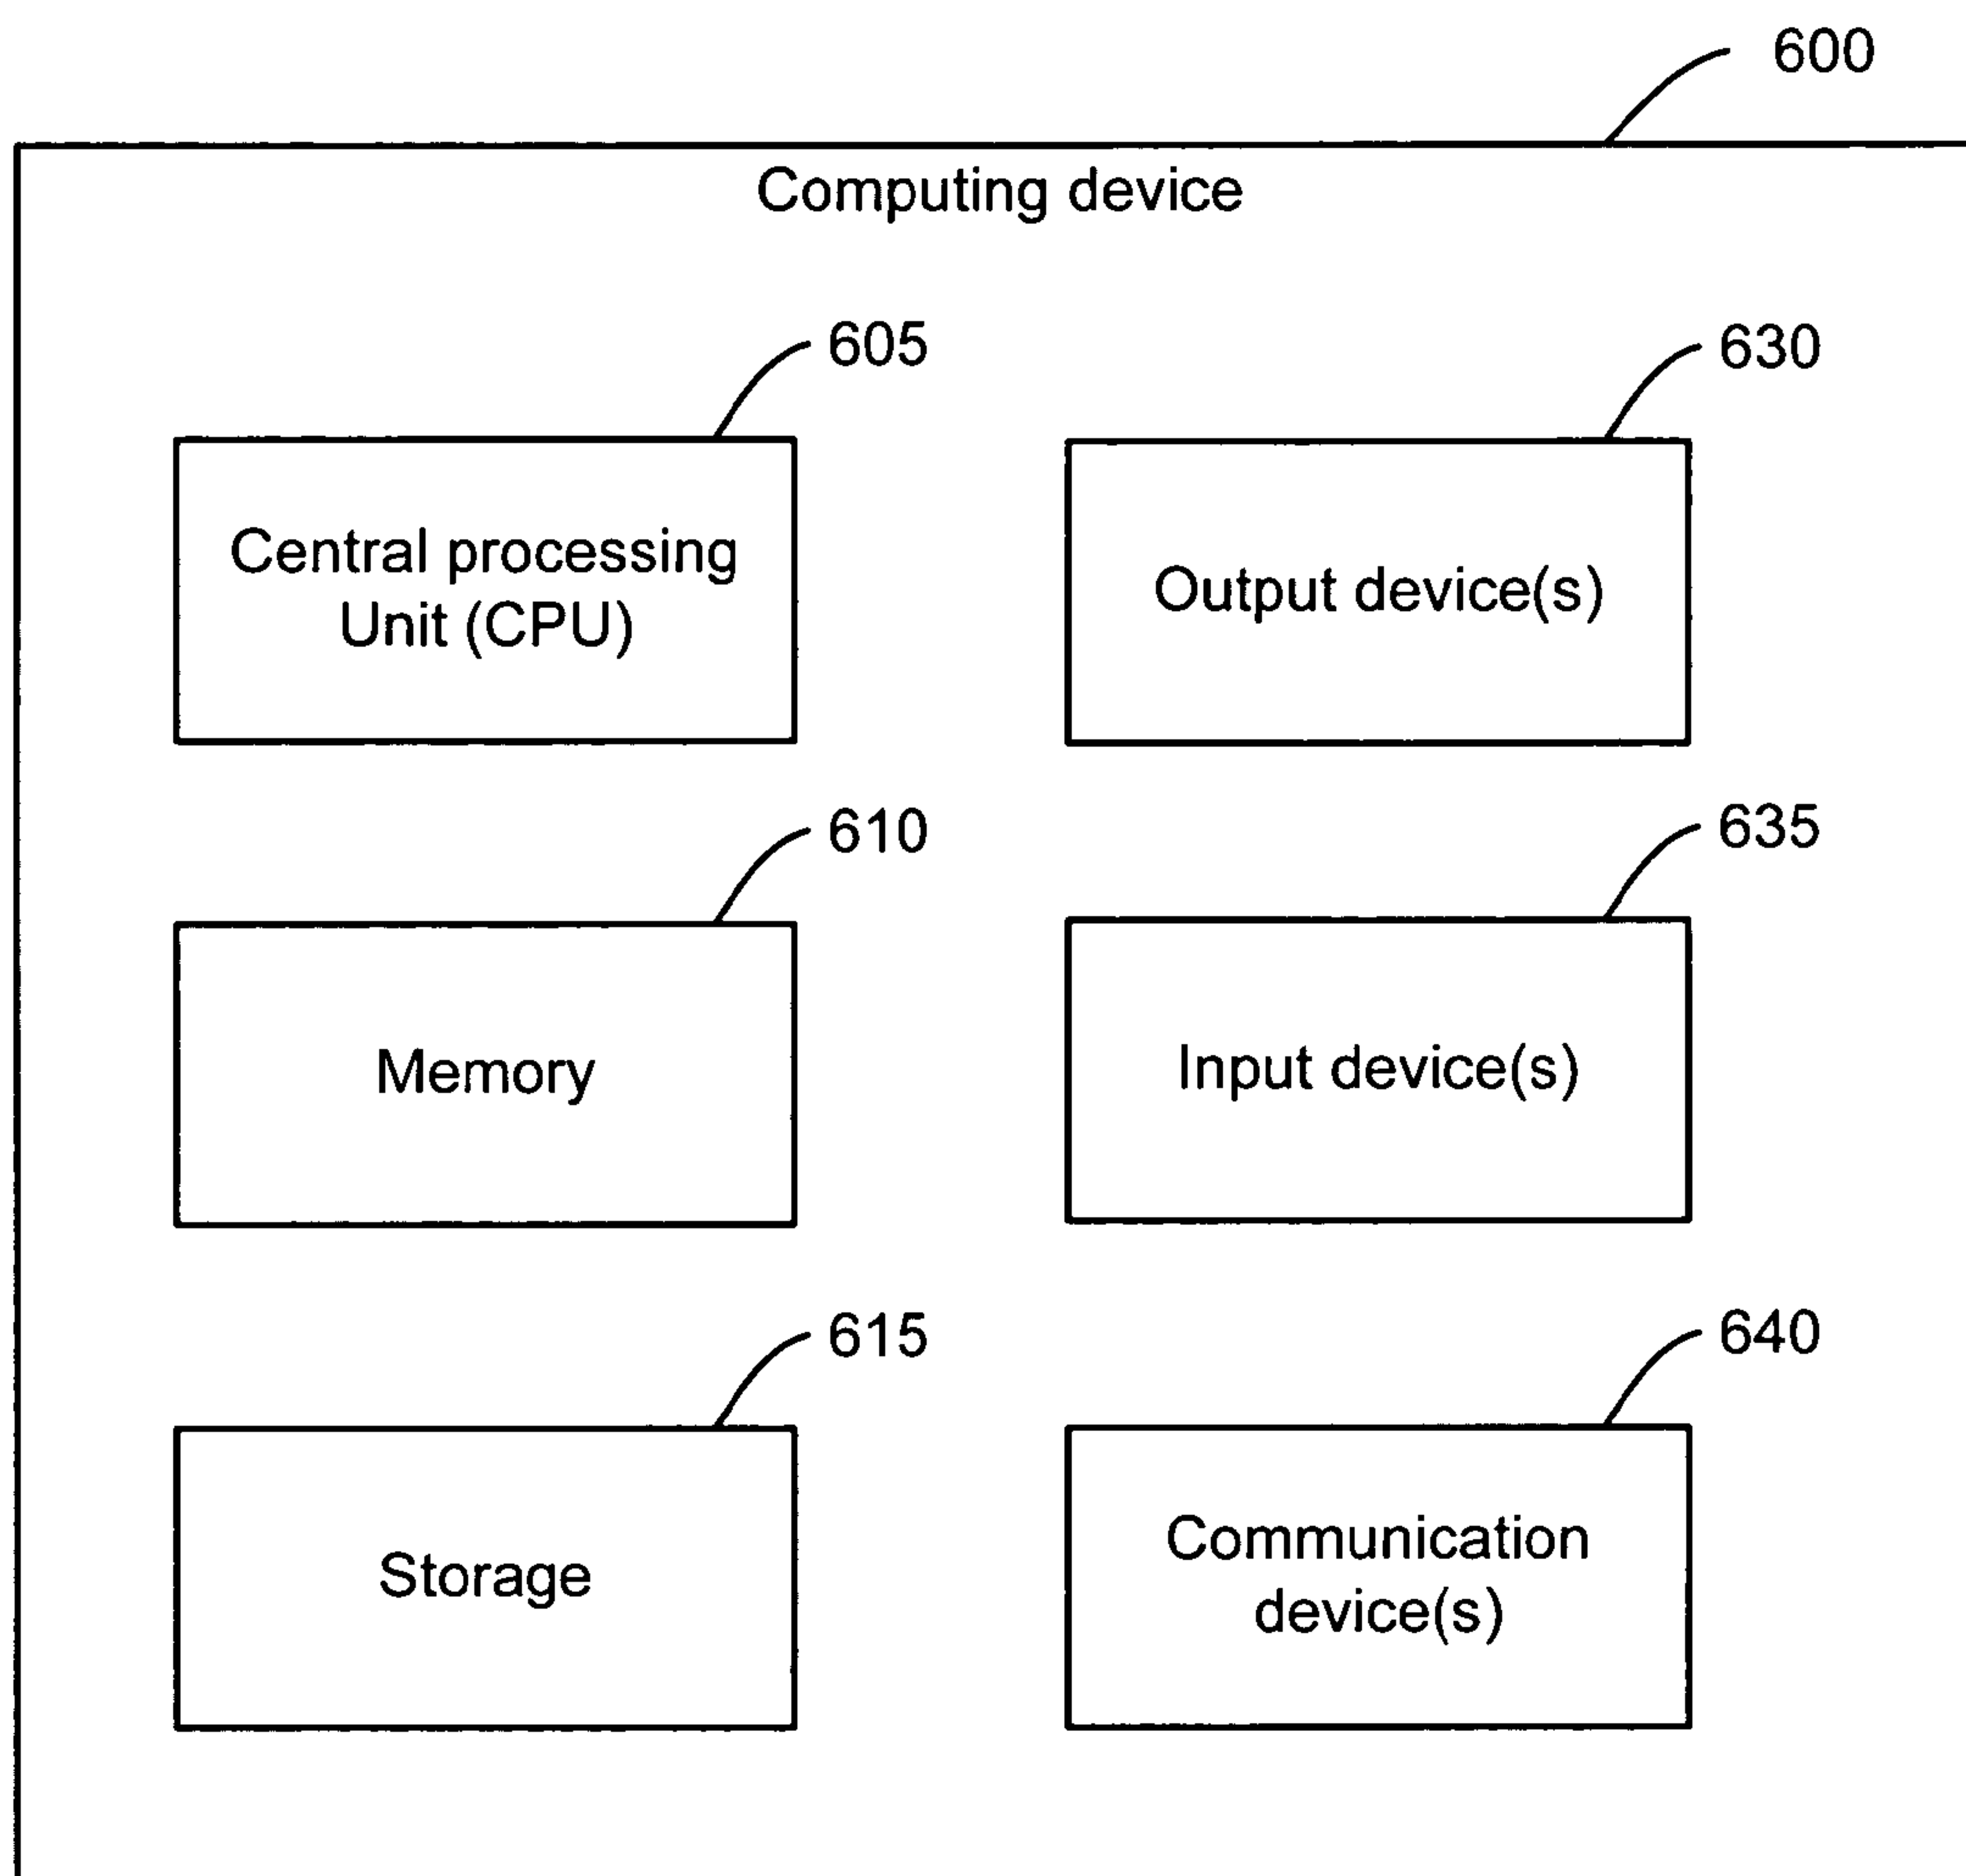 600
Computing device
605
630
Central processing
Unit (CPU)
Output device(s)
610
635
Memory
Input device(s)
615
640
Storage
Communication
device(s)